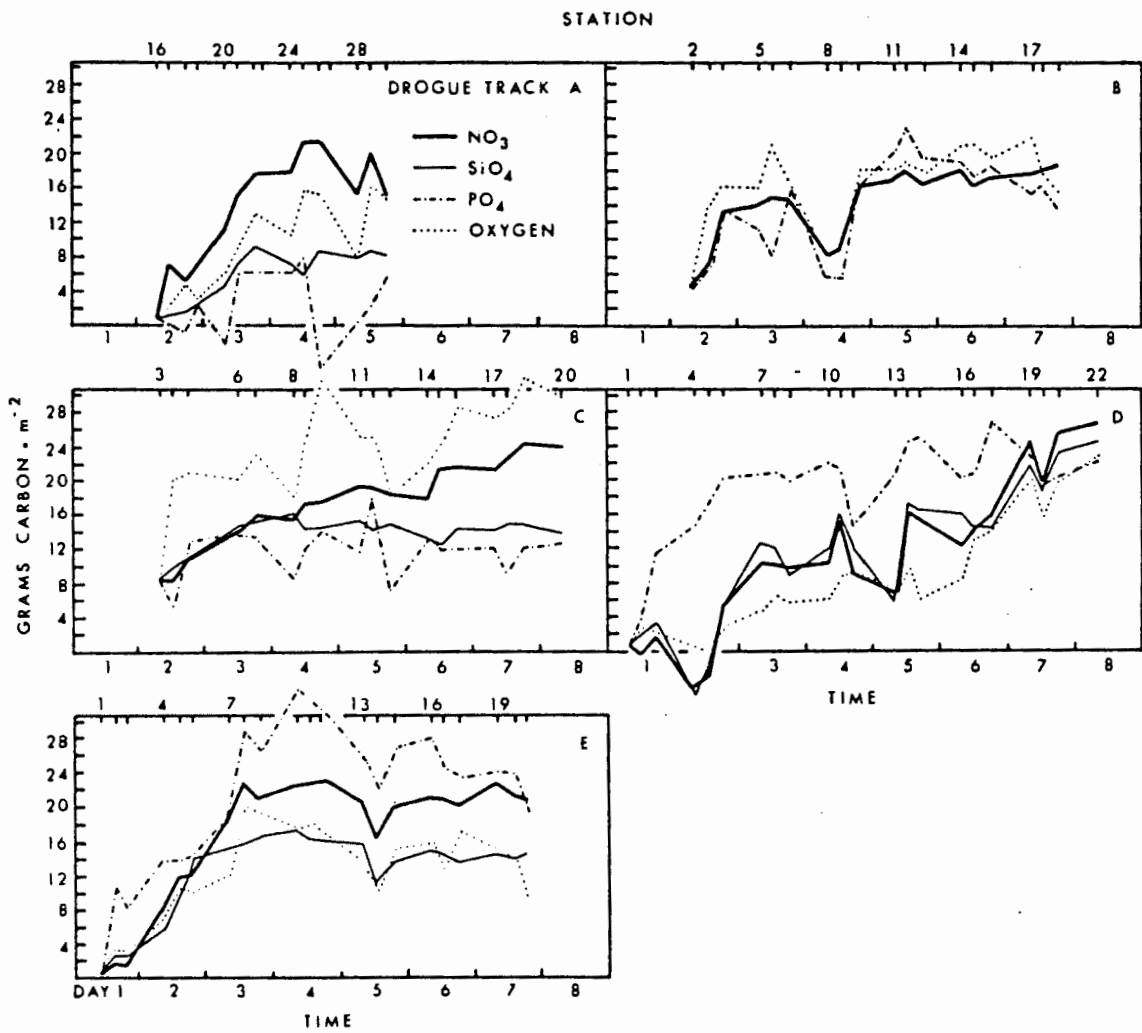 STATION
16 20 24 28
2 5 8 11 14 17
28 24 20 16 12 8 4
DROGUE TRACK A
B
NO3
SiO4
PO4
OXYGEN
1 2 3 4 5 6 7 8
1 2 3 4 5 6 7 8
3 6 8 11 14 17 20
1 4 7 10 13 16 19 22
28 24 20 16 12 8 4
C
D
GRAMS CARBON • m-2
1 2 3 4 5 6 7 8
1 2 3 4 5 6 7 8
TIME
1 4 7 13 16 19
28 24 20 16 12 8 4
E
DAY 1 2 3 4 5 6 7 8
TIME